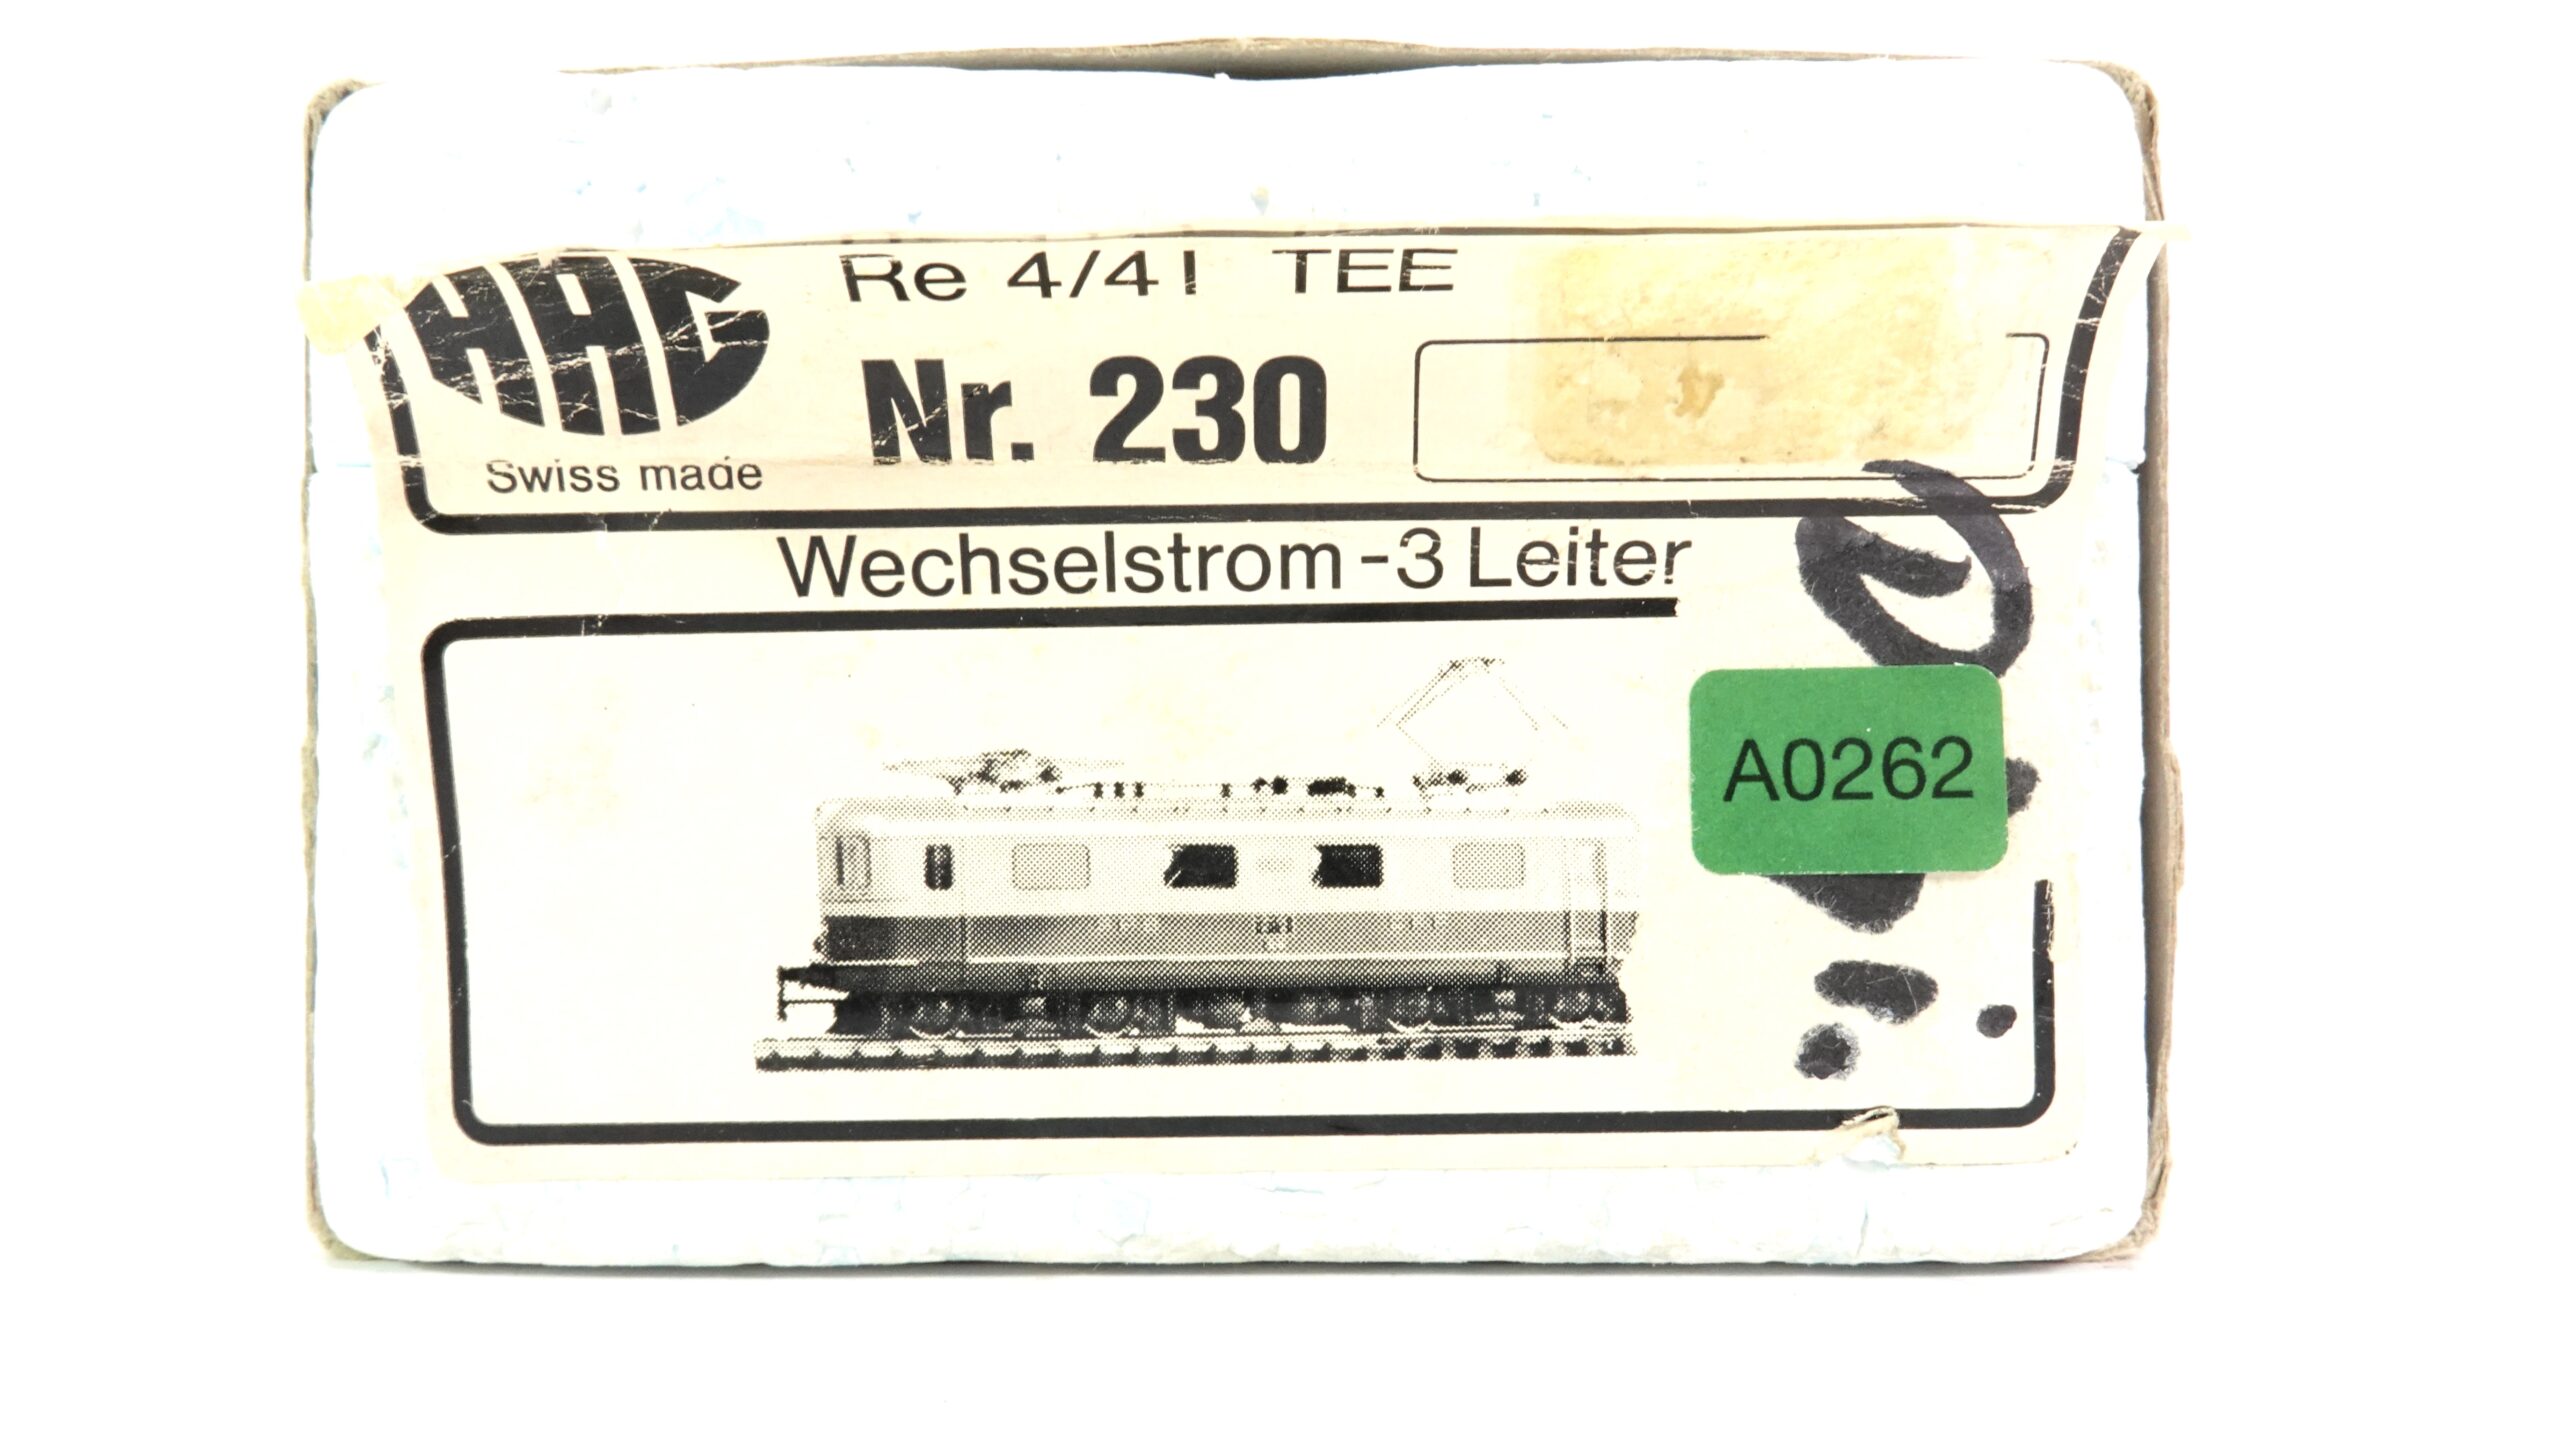 HAG
Re 4/4 I TEE
Nr. 230
Swiss made
Wechselstrom -3 Leiter
A0262